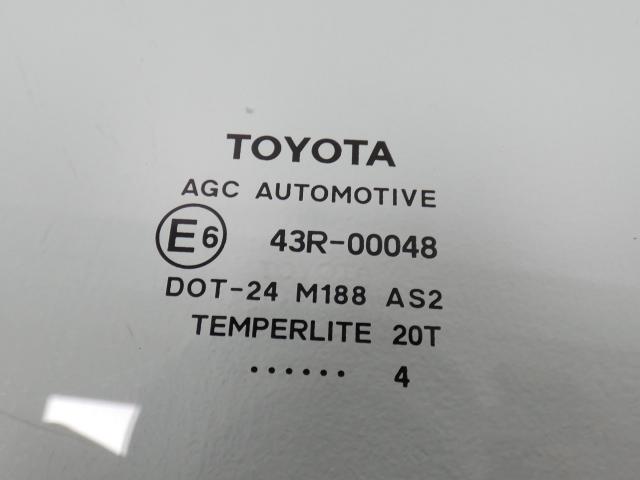 TOYOTA
AGC AUTOMOTIVE
E6 43R-00048
DOT-24 M188 AS2
TEMPERLITE 20T
...... 4